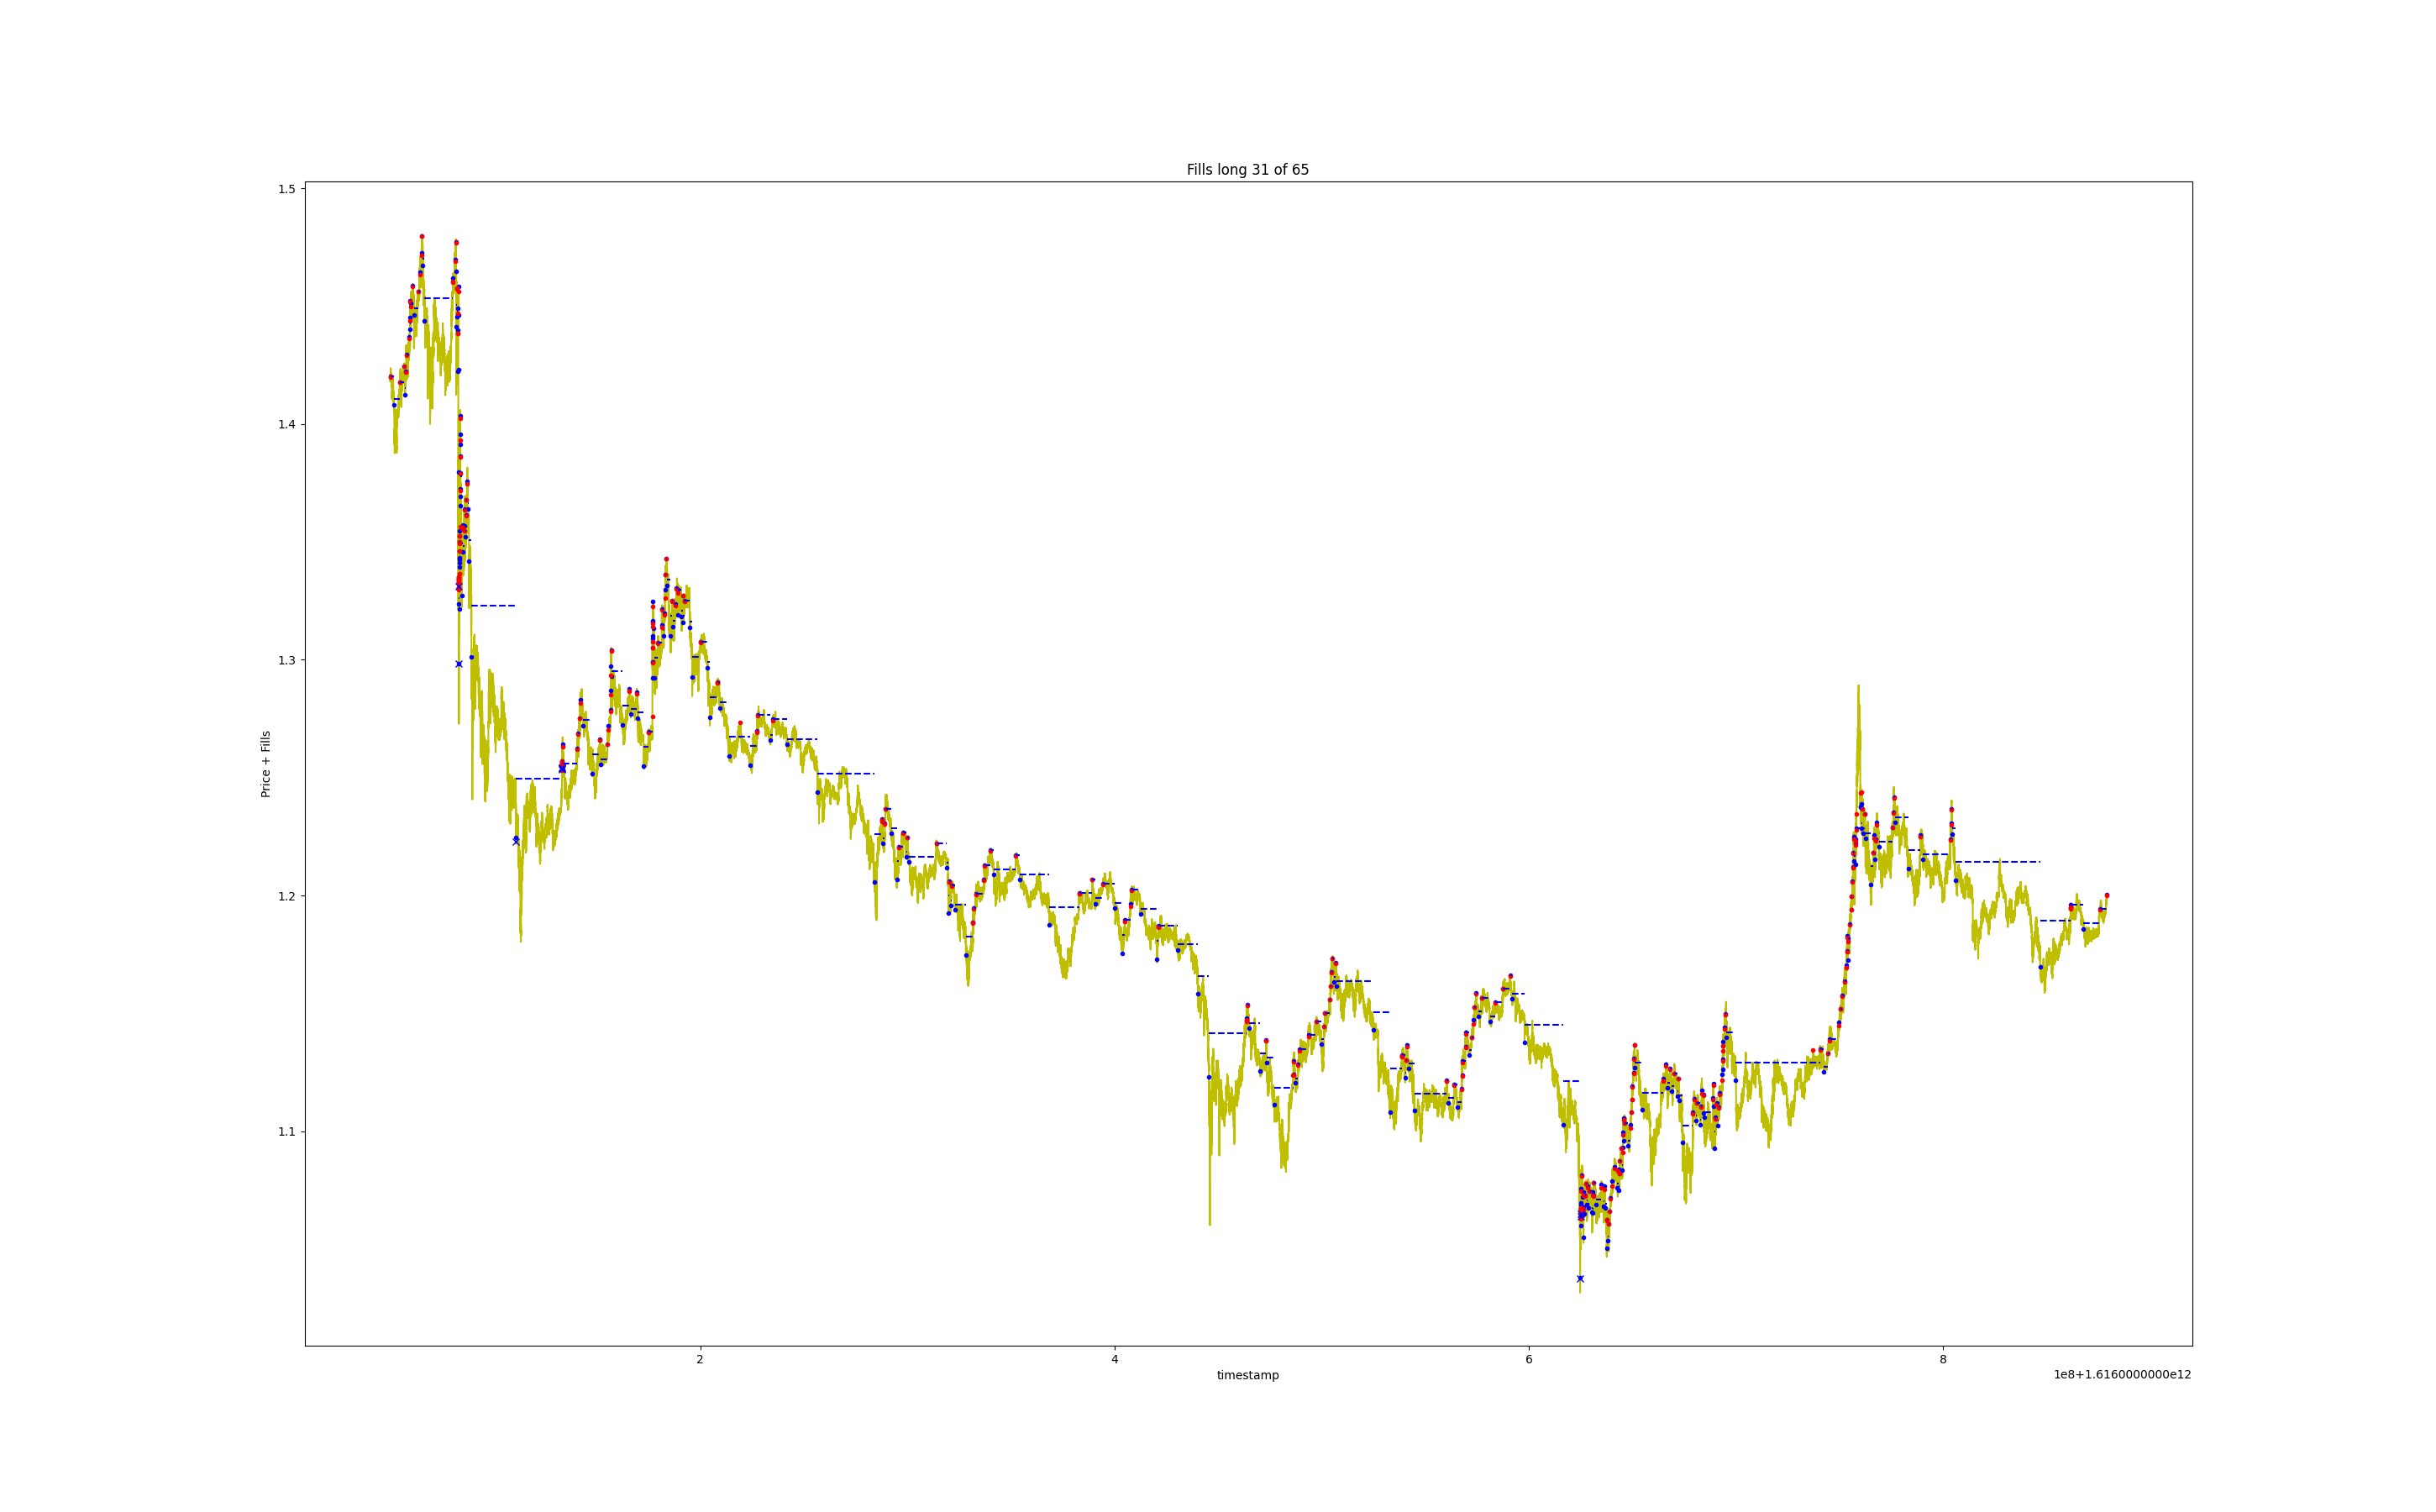 Fills long 31 of 65
1.5
1.4
1.3
1.2
1.1
Price + Fills
2
4
6
8
timestamp
1e8+1.6160000000e12